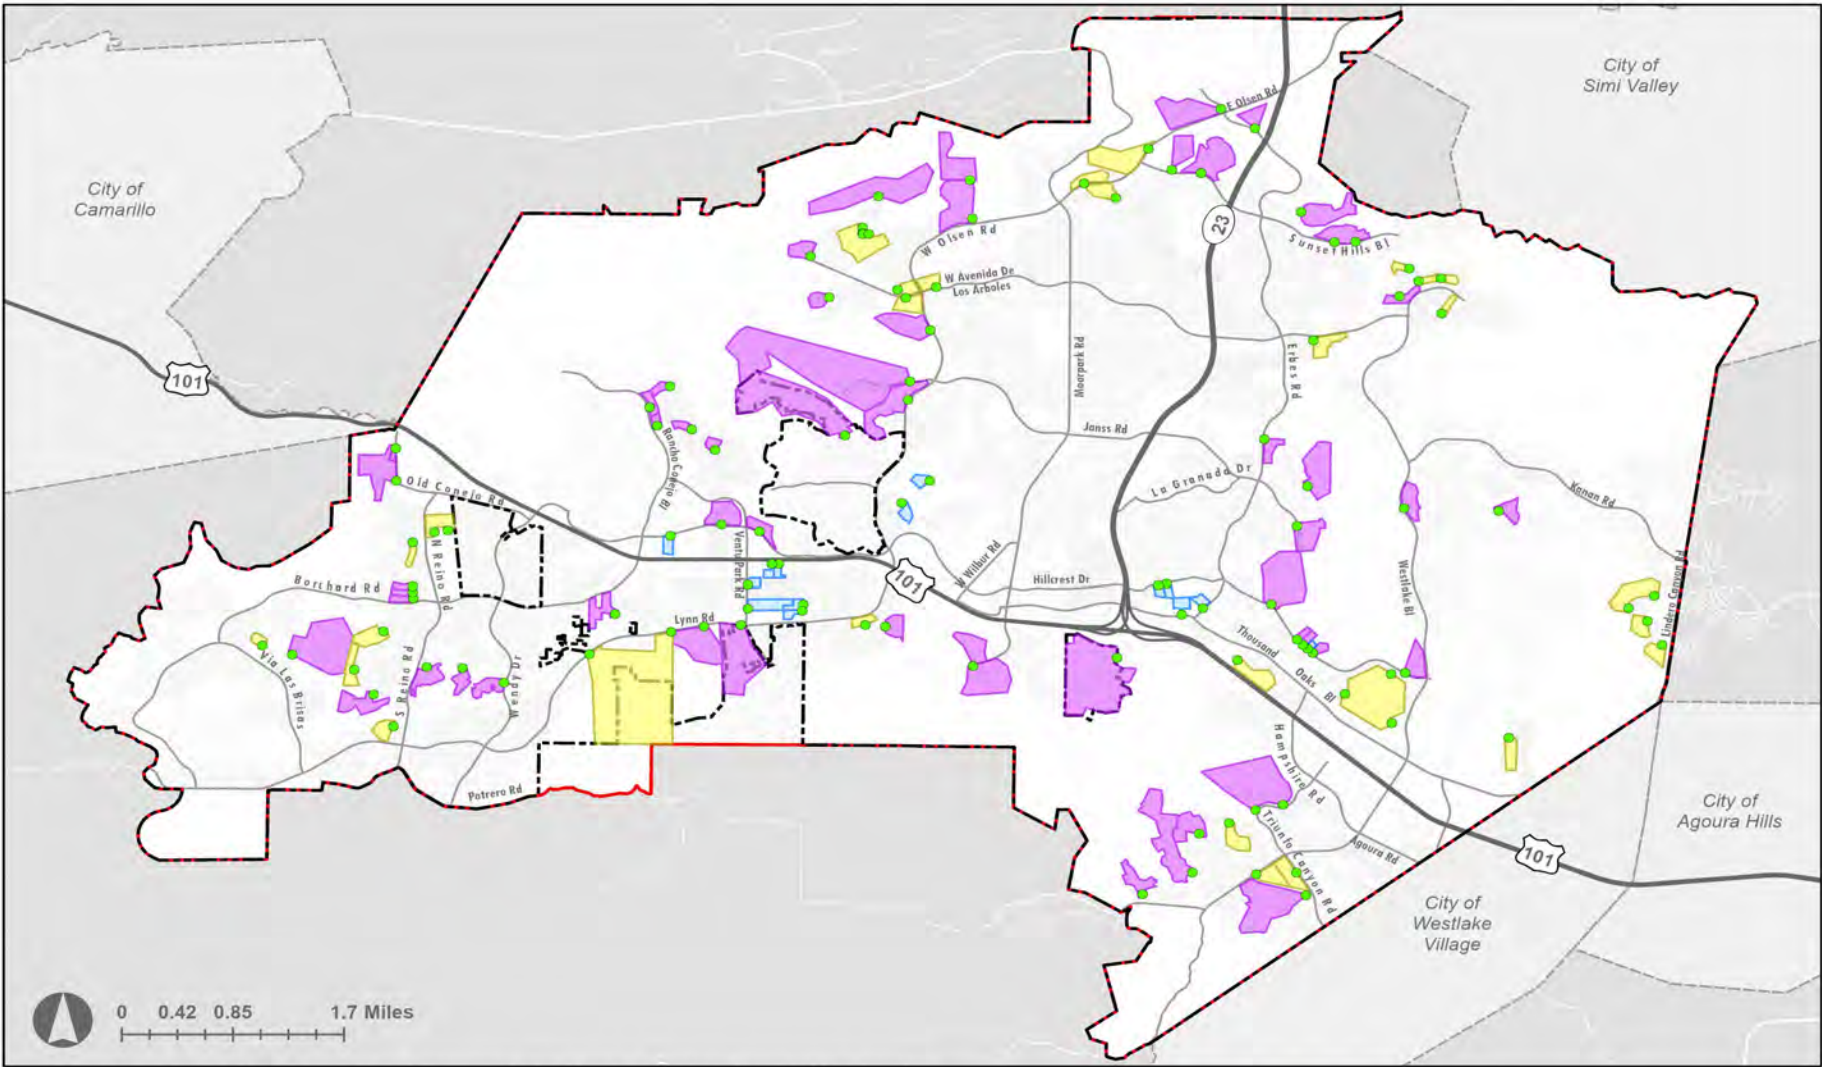 City of
Simi Valley
E Olsen Rd
City of
Camarillo
23
W Olsen Rd
Sunset Hills Bl
W Avenida De
Los Arboles
Moorpark Rd
Erbes Rd
101
Janss Rd
Rancho Conejo Bl
La Granada Dr
Old Conejo Rd
Kanan Rd
N Reino Rd
Ventu Park Rd
W Wilbur Rd
101
Hillcrest Dr
Westlake Bl
Lindero Canyon Rd
Borchard Rd
Lynn Rd
Thousand Oaks Bl
Via Las Brisas
S Reino Rd
Wendy Dr
Hampshire Rd
Potrero Rd
City of
Agoura Hills
Triunfo Canyon Rd
Agoura Rd
101
City of
Westlake
Village
0 0.42 0.85 1.7 Miles